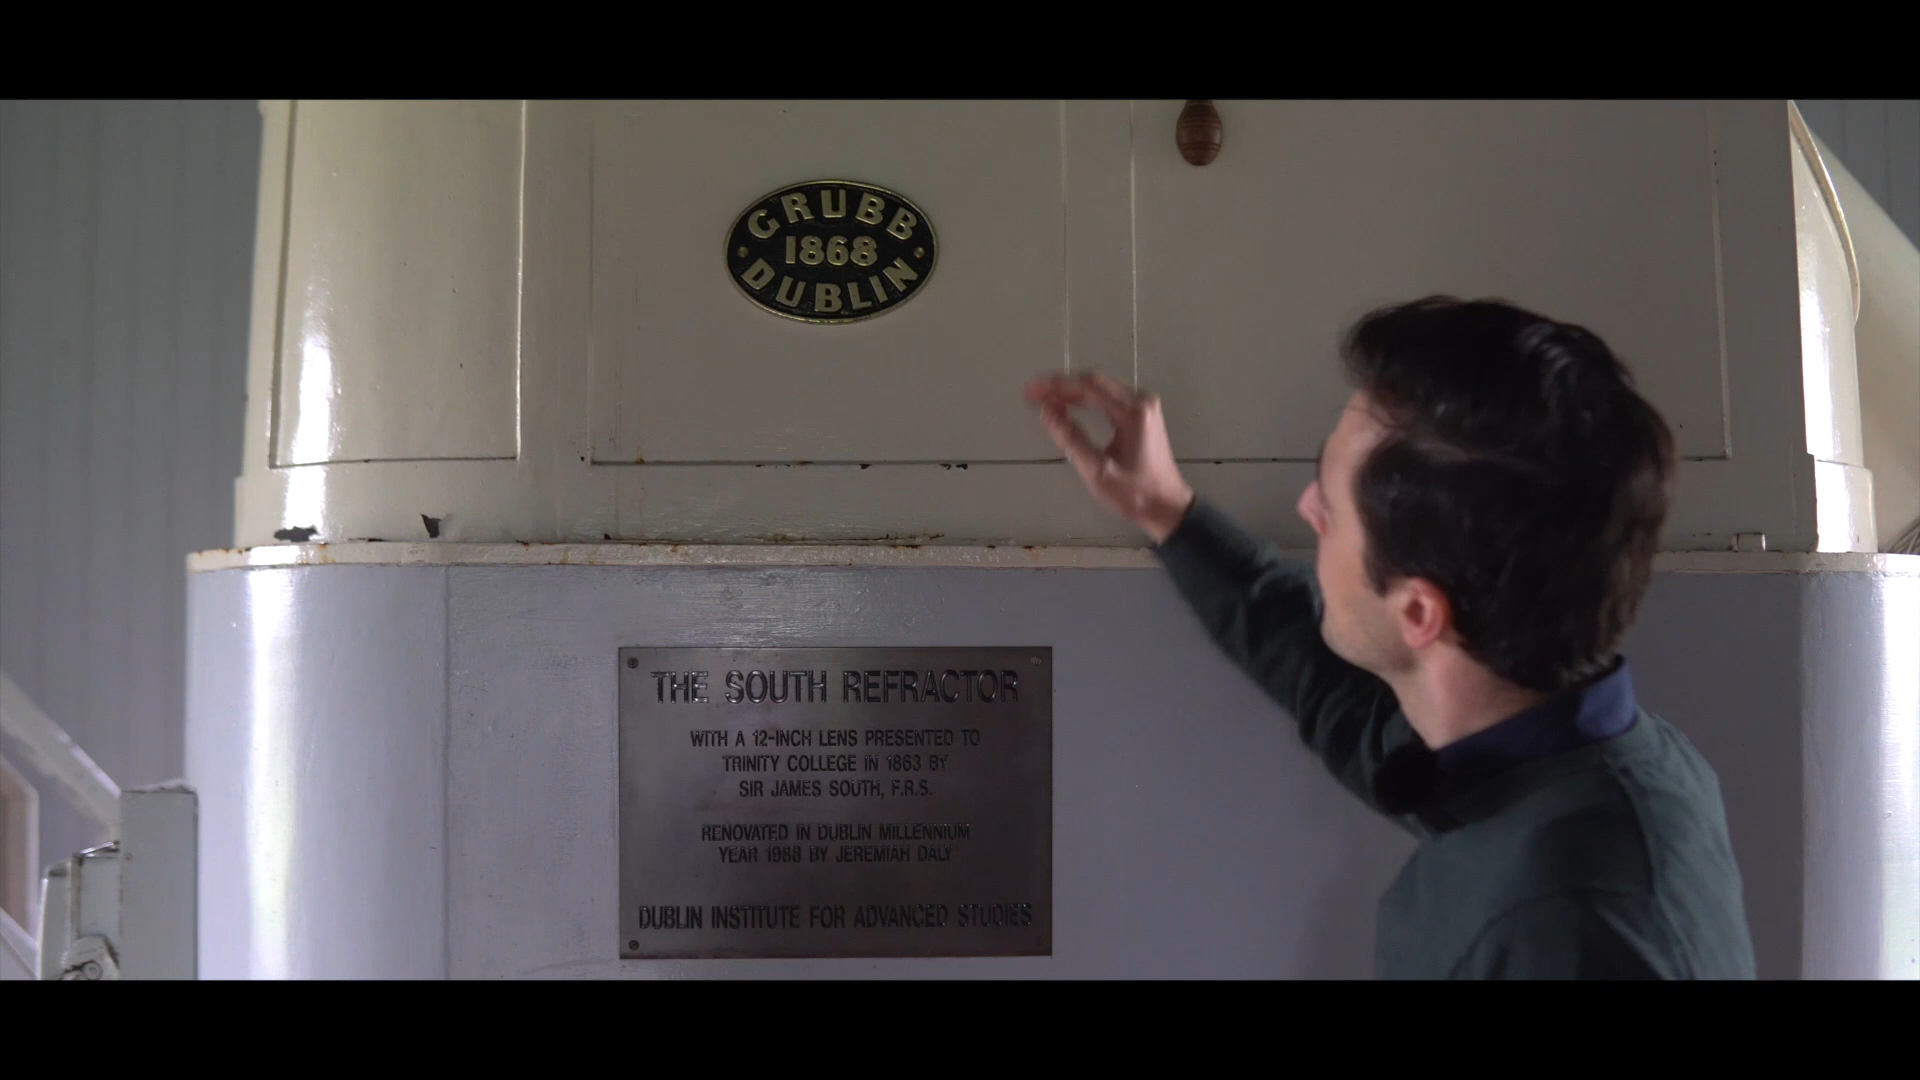 GRUBB
1868
DUBLIN
THE SOUTH REFRACTOR
WITH A 12-INCH LENS PRESENTED TO
TRINITY COLLEGE IN 1863 BY
SIR JAMES SOUTH, F.R.S.
RENOVATED IN DUBLIN MILLENNIUM
YEAR 1988 BY JEREMIAH DALY
DUBLIN INSTITUTE FOR ADVANCED STUDIES